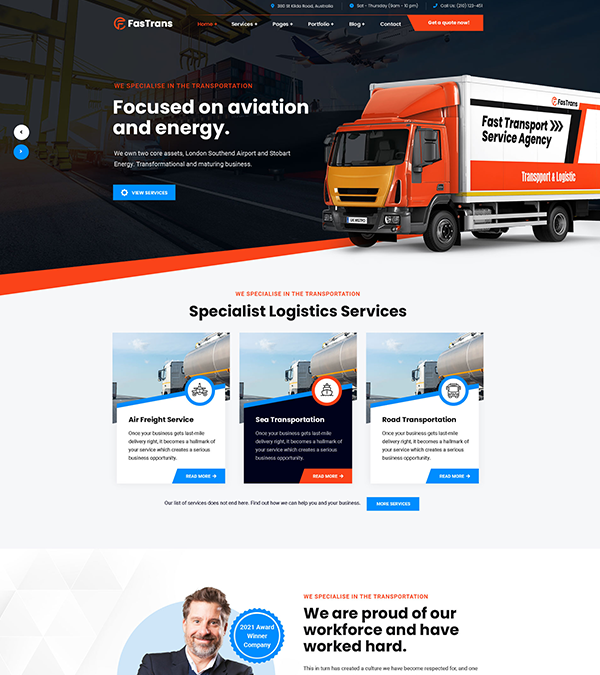 380 St Kilda Road, Australia
Sat - Thursday (9am - 10 pm)
Call Us: (210) 123-451
FasTrans
Home
Services
Pages
Portfolio
Blog
Contact
Get a quote now!
WE SPECIALISE IN THE TRANSPORTATION
Focused on aviation
and energy.
We own two core assets, London Southend Airport and Stobart
Energy. Transformational and maturing business.
VIEW SERVICES
FasTrans
Fast Transport
Service Agency
Transpport & Logistic
WE SPECIALISE IN THE TRANSPORTATION
Specialist Logistics Services
Air Freight Service
Once your business gets last-mile
delivery right, it becomes a hallmark of
your service which creates a serious
business opportunity.
READ MORE
Sea Transportation
Once your business gets last-mile
delivery right, it becomes a hallmark of
your service which creates a serious
business opportunity.
READ MORE
Road Transportation
Once your business gets last-mile
delivery right, it becomes a hallmark of
your service which creates a serious
business opportunity.
READ MORE
Our list of services does not end here. Find out how we can help you and your business.
MORE SERVICES
2021 Award
Winner
Company
WE SPECIALISE IN THE TRANSPORTATION
We are proud of our
workforce and have
worked hard.
This in turn has created a culture we have become respected for, and one